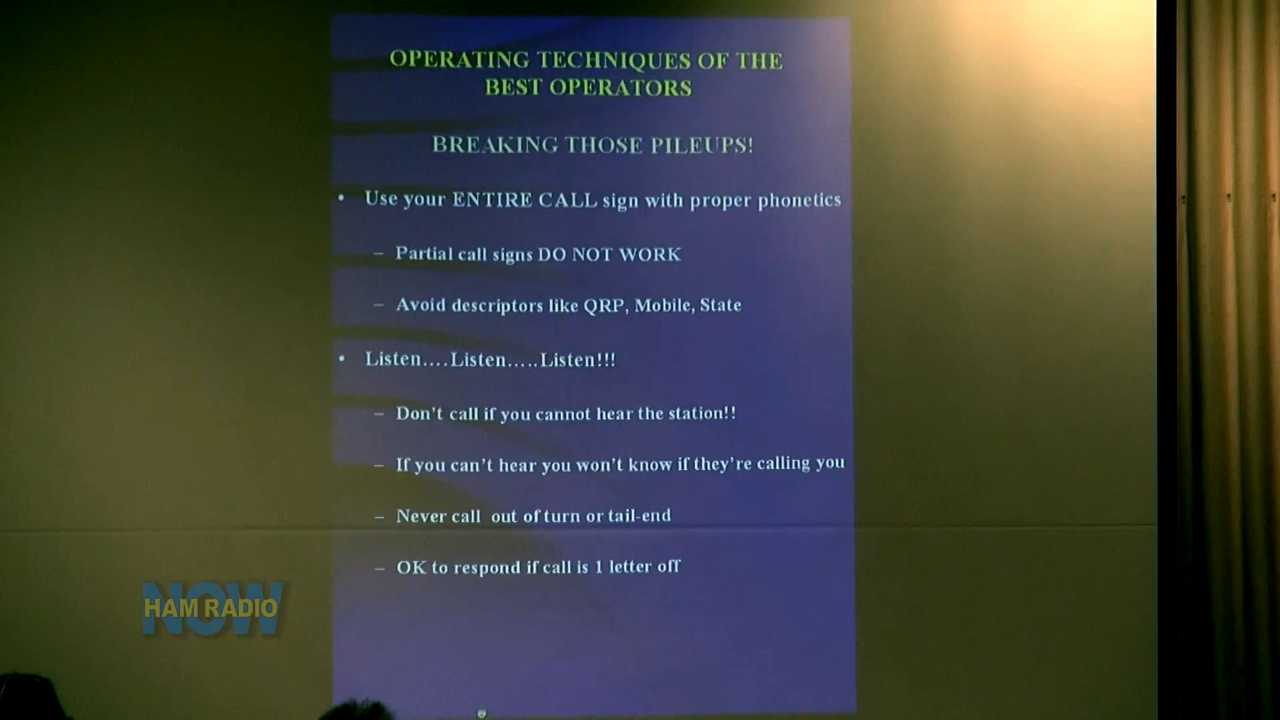 OPERATING TECHNIQUES OF THE
BEST OPERATORS
BREAKING THOSE PILEUPS!
• Use your ENTIRE CALL sign with proper phonetics
– Partial call signs DO NOT WORK
– Avoid descriptors like QRP, Mobile, State
• Listen....Listen.....Listen!!!
– Don't call if you cannot hear the station!!
– If you can't hear you won't know if they're calling you
– Never call  out of turn or tail-end
– OK to respond if call is 1 letter off
NOW
HAM RADIO